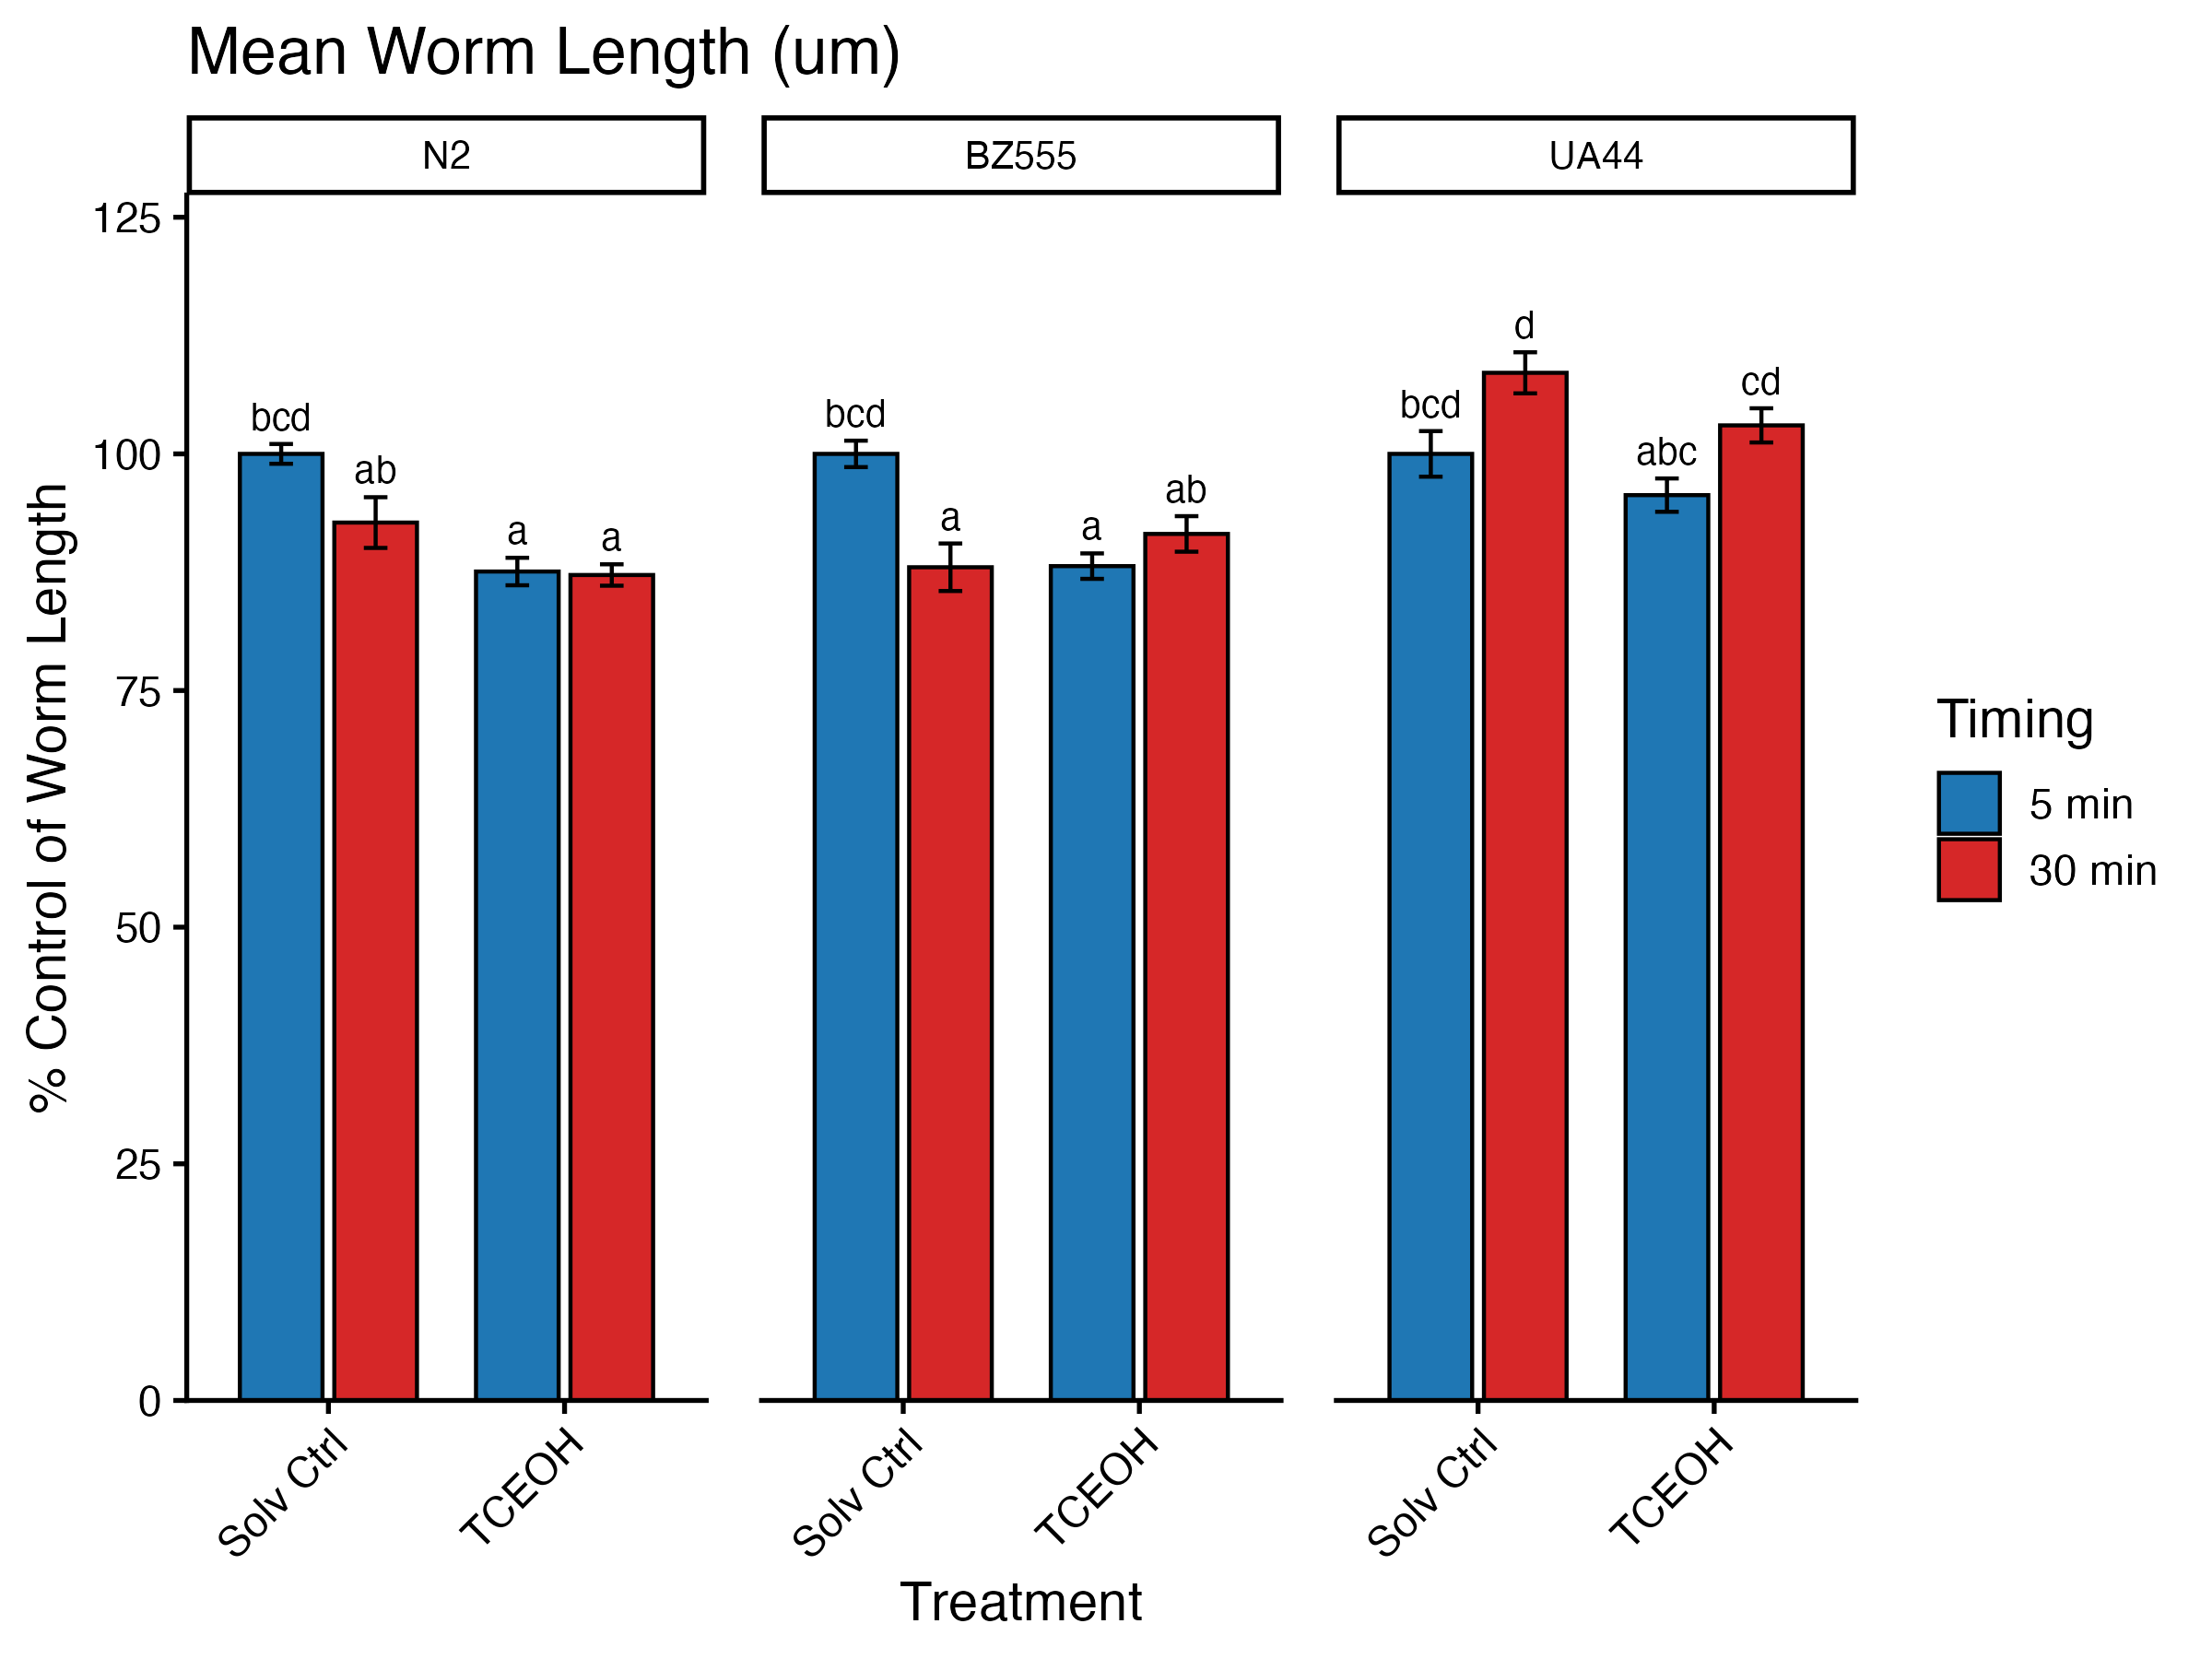 Mean Worm Length (um)
N2
BZ555
UA44
% Control of Worm Length
125
100
75
50
25
0
bcd
ab
a
a
bcd
a
a
ab
bcd
d
abc
cd
Solv Ctrl
TCEOH
Solv Ctrl
TCEOH
Solv Ctrl
TCEOH
Treatment
Timing
5 min
30 min